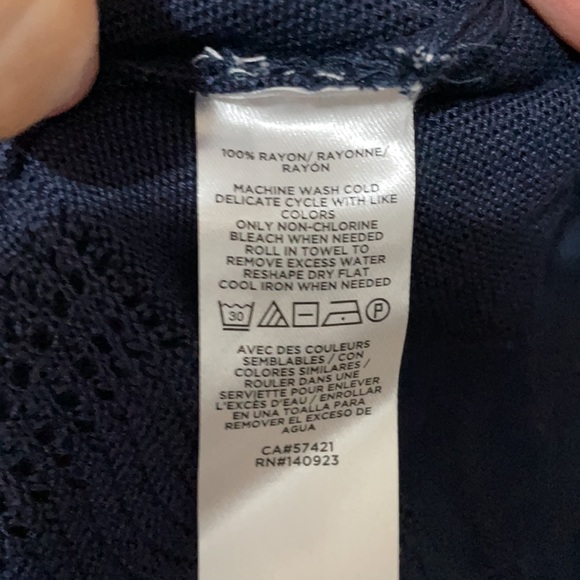 100% RAYON/ RAYONNE/
RAYÓN
MACHINE WASH COLD
DELICATE CYCLE WITH LIKE
COLORS
ONLY NON-CHLORINE
BLEACH WHEN NEEDED
ROLL IN TOWEL TO
REMOVE EXCESS WATER
RESHAPE DRY FLAT
COOL IRON WHEN NEEDED
30 P
AVEC DES COULEURS
SEMBLABLES / CON
COLORES SIMILARES /
ROULER DANS UNE
SERVIETTE POUR ENLEVER
L'EXCÈS D'EAU / ENROLLAR
EN UNA TOALLA PARA
REMOVER EL EXCESO DE
AGUA
CA#57421
RN#140923